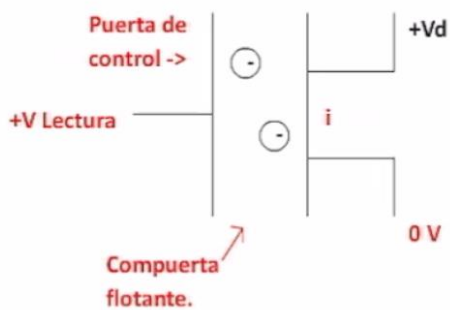 Puerta de
control ->
+Vd
+V Lectura
i
0 V
Compuerta
flotante.